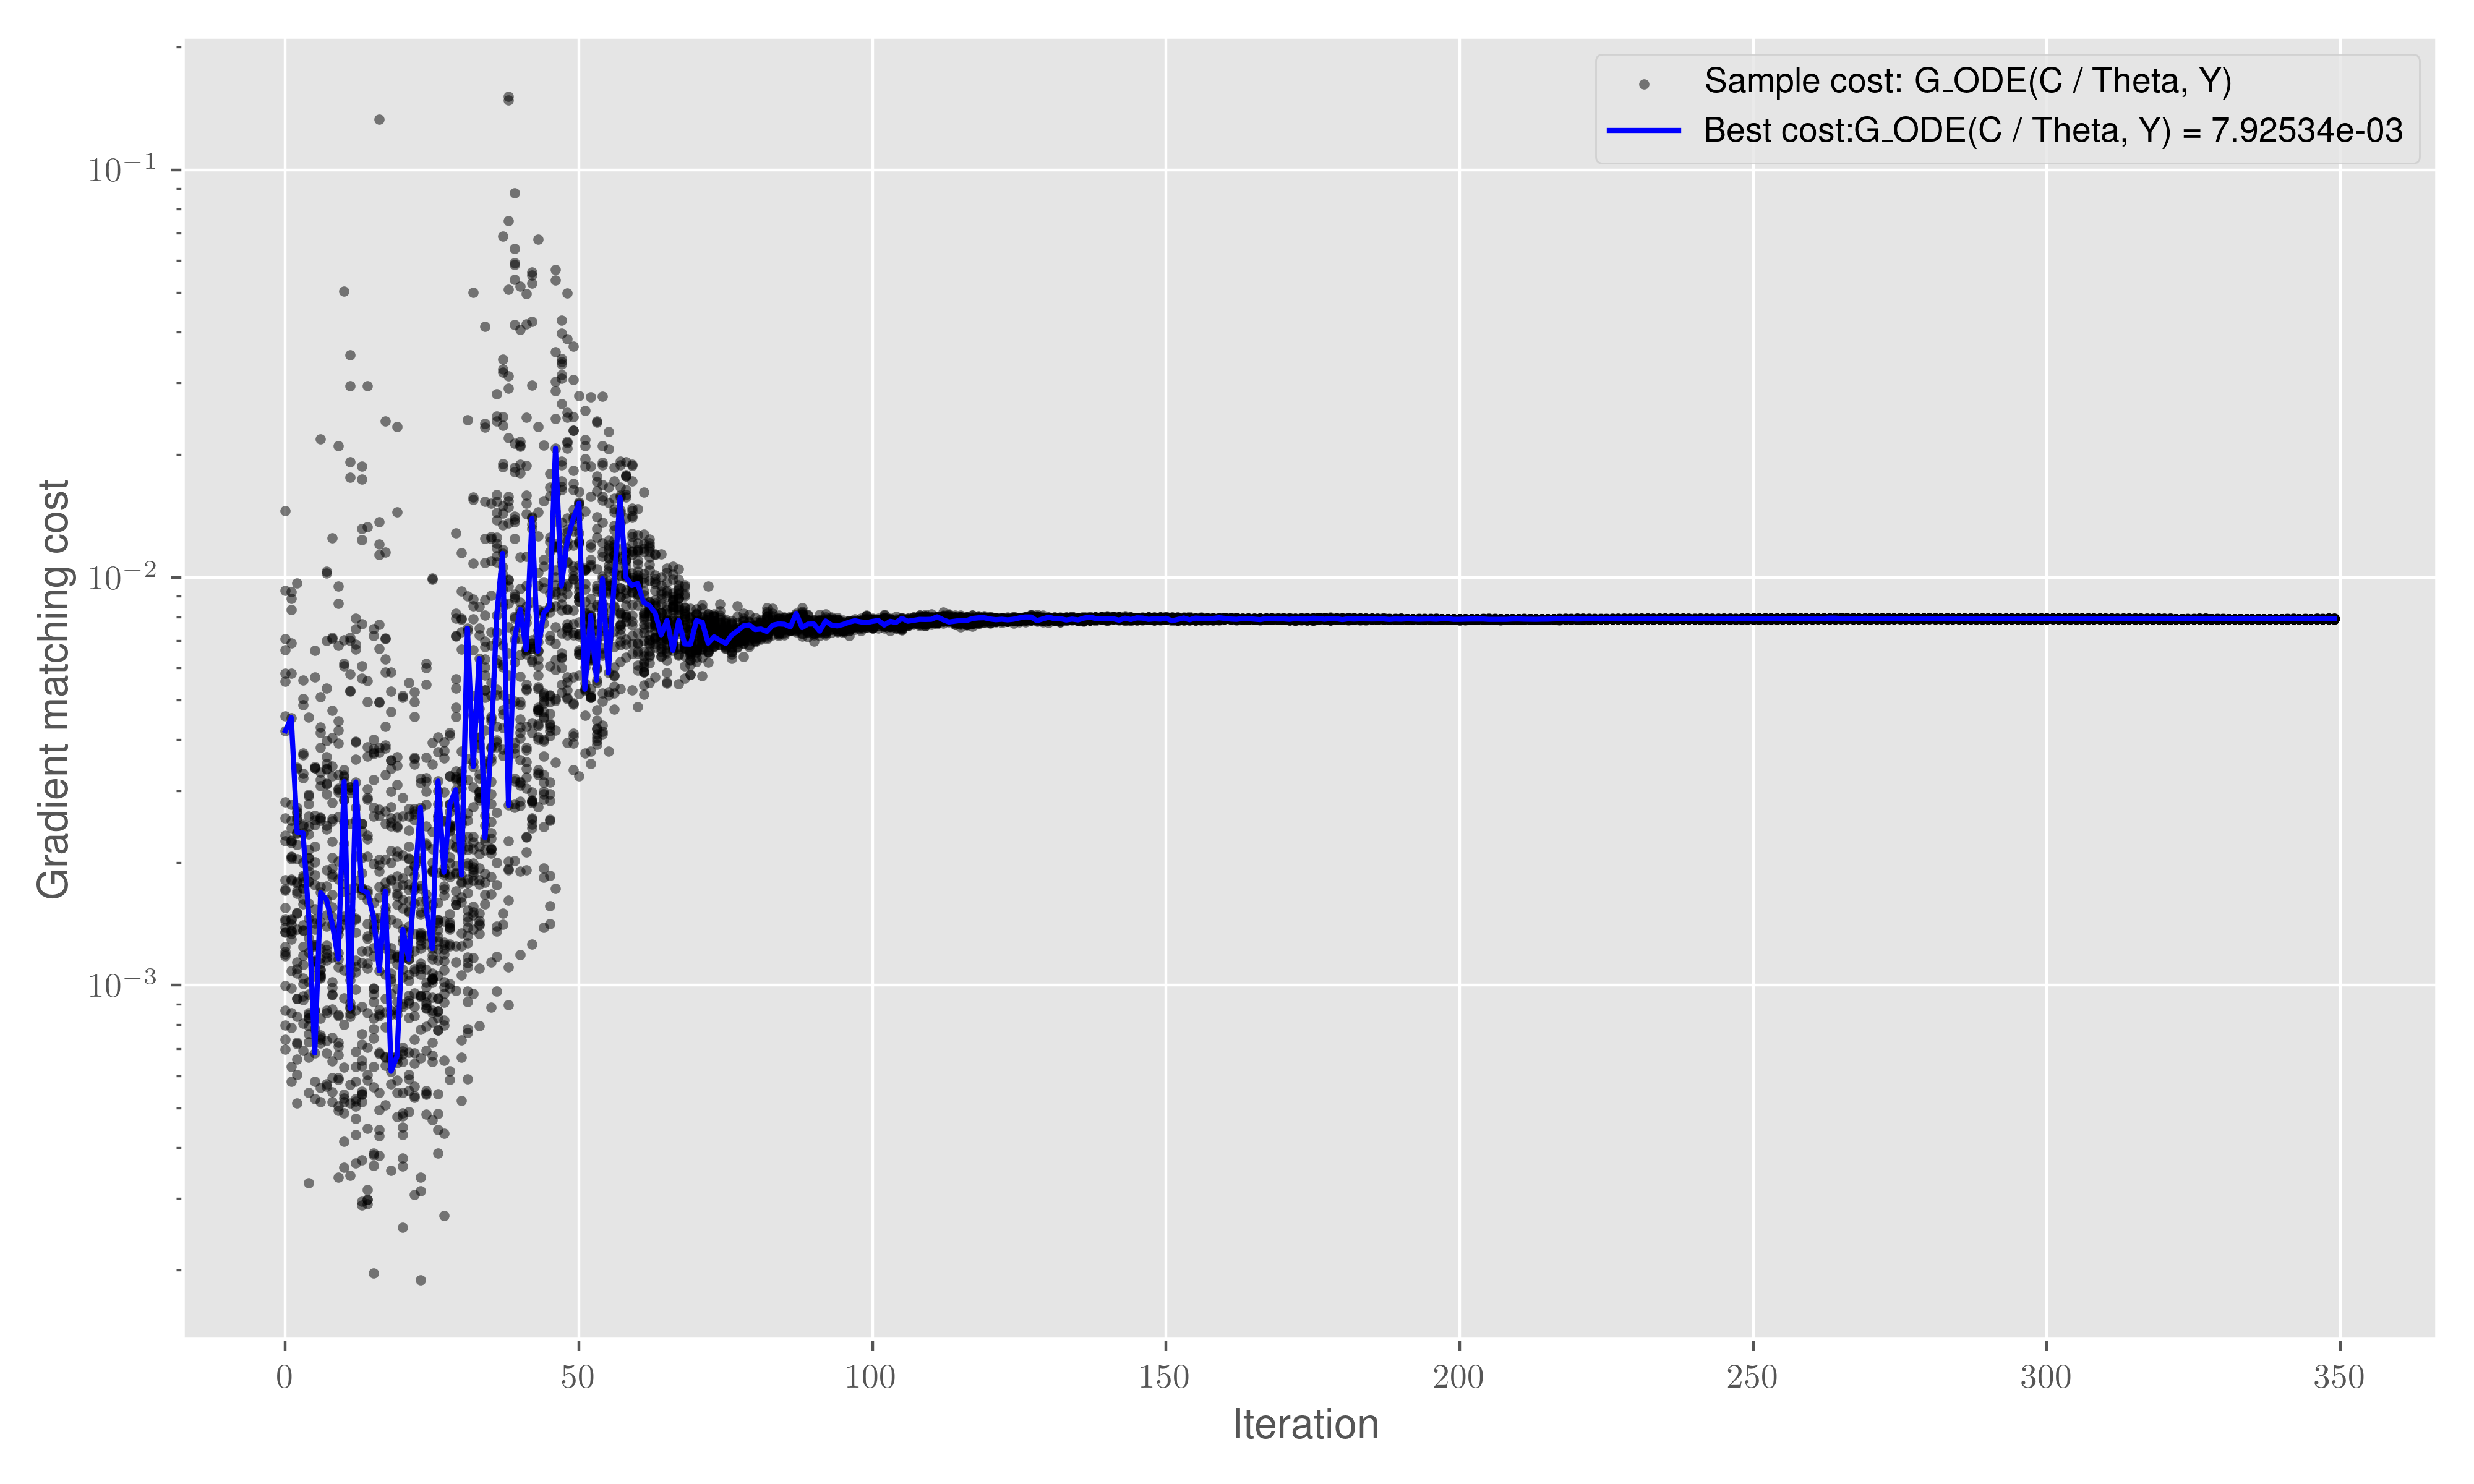 Sample cost: G_ODE(C / Theta, Y)
Best cost:G_ODE(C / Theta, Y) = 7.92534e-03
Gradient matching cost
10^{-1}
10^{-2}
10^{-3}
0 50 100 150 200 250 300 350
Iteration